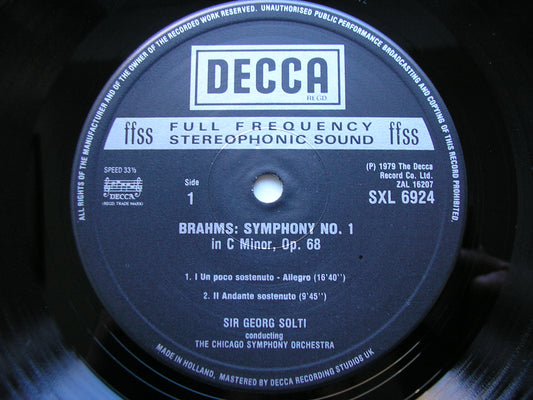 ALL RIGHTS OF THE MANUFACTURER AND OF THE OWNER OF THE RECORDED WORK RESERVED. UNAUTHORISED PUBLIC PERFORMANCE BROADCASTING AND COPYING OF THIS RECORD PROHIBITED
DECCA
REGD.
ffss FULL FREQUENCY STEREOPHONIC SOUND ffss
SPEED 33⅓
DECCA
(REGD. TRADE MARK)
Side
1
(P) 1979 The Decca
Record Co. Ltd.
ZAL 16207
SXL 6924
BRAHMS: SYMPHONY NO. 1
in C Minor, Op. 68
1. I Un poco sostenuto - Allegro (16'40'')
2. II Andante sostenuto (9'45'')
SIR GEORG SOLTI
conducting
THE CHICAGO SYMPHONY ORCHESTRA
MADE IN HOLLAND, MASTERED BY DECCA RECORDING STUDIOS UK